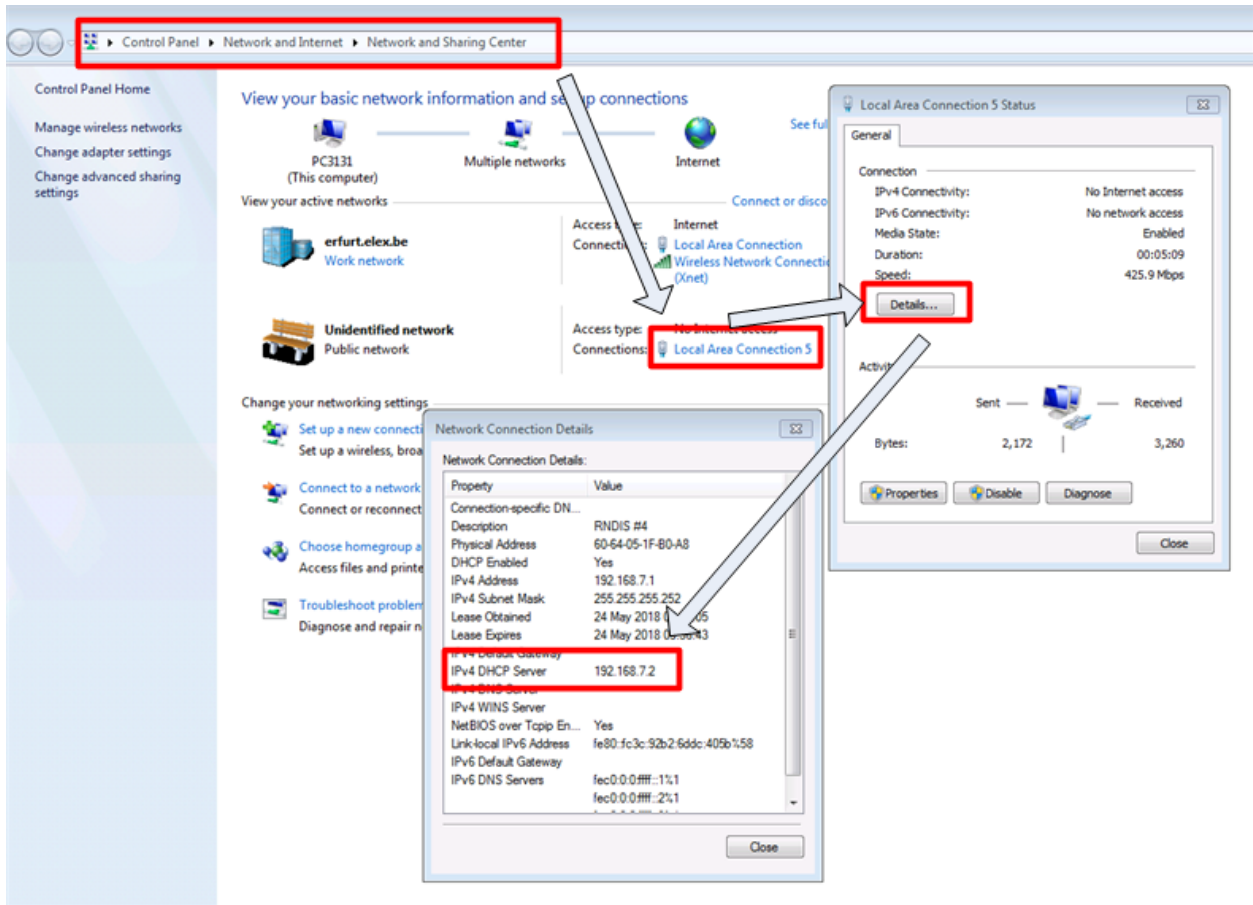 Control Panel ▸ Network and Internet ▸ Network and Sharing Center
Control Panel Home
Manage wireless networks
Change adapter settings
Change advanced sharing
settings
View your basic network information and set up connections
See ful
PC3131
(This computer)
Multiple networks
Internet
View your active networks
Connect or disco
erfurt.elex.be
Work network
Access type:
Internet
Connections:
Local Area Connection
Wireless Network Connectio
(Xnet)
Unidentified network
Public network
Access type:
No Internet access
Connections:
Local Area Connection 5
Change your networking settings
Set up a new connecti
Set up a wireless, broa
Connect to a network
Connect or reconnect
Choose homegroup a
Access files and printe
Troubleshoot problem
Diagnose and repair n
Local Area Connection 5 Status
General
Connection
IPv4 Connectivity: No Internet access
IPv6 Connectivity: No network access
Media State: Enabled
Duration: 00:05:09
Speed: 425.9 Mbps
Details...
Activity
Sent
Received
Bytes: 2,172 3,260
Properties
Disable
Diagnose
Close
Network Connection Details
Network Connection Details:
Property Value
Connection-specific DN...
Description RNDIS #4
Physical Address 60-64-05-1F-B0-A8
DHCP Enabled Yes
IPv4 Address 192.168.7.1
IPv4 Subnet Mask 255.255.255.252
Lease Obtained 24 May 2018
Lease Expires 24 May 2018
IPv4 Default Gateway
IPv4 DHCP Server 192.168.7.2
IPv4 DNS Server
IPv4 WINS Server
NetBIOS over Tcpip En... Yes
Link-local IPv6 Address fe80::fc3c:92b2:6ddc:405b%58
IPv6 Default Gateway
IPv6 DNS Servers fec0:0:0:ffff::1%1
fec0:0:0:ffff::2%1
Close